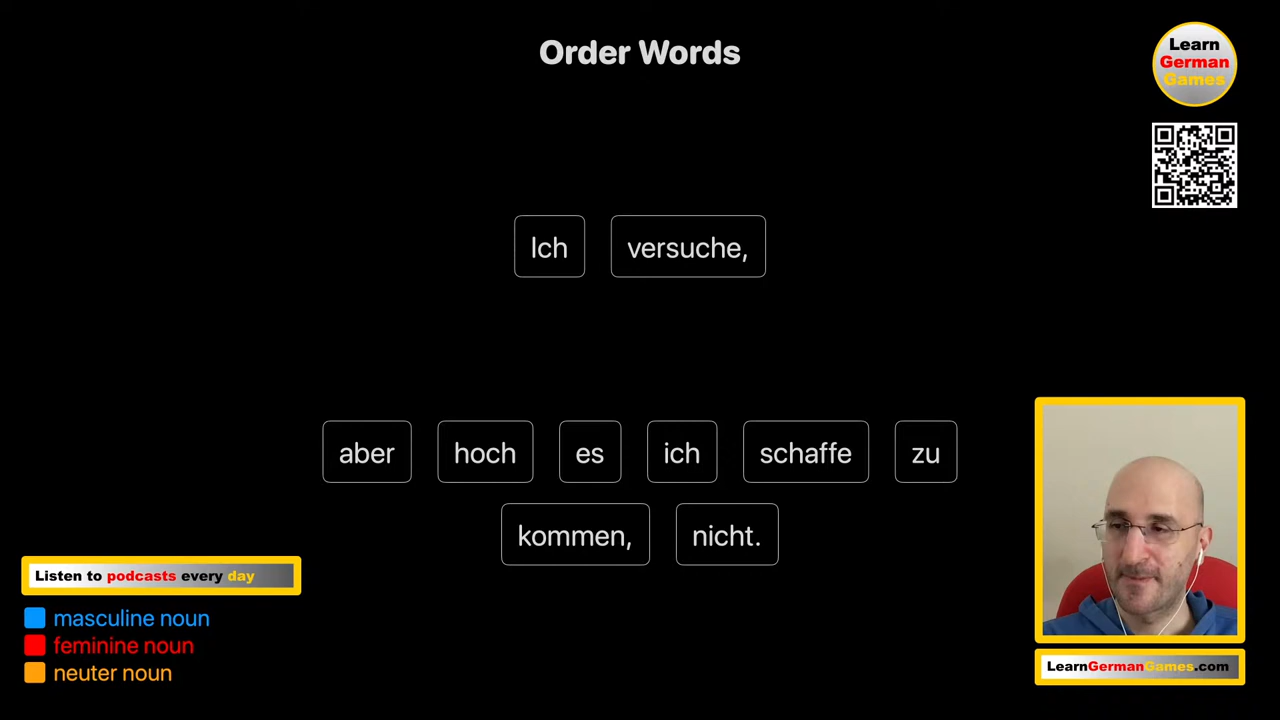 Order Words
Learn
German
Games
Ich versuche,
aber hoch es ich schaffe zu
kommen, nicht.
Listen to podcasts every day
masculine noun
feminine noun
neuter noun
LearnGermanGames.com